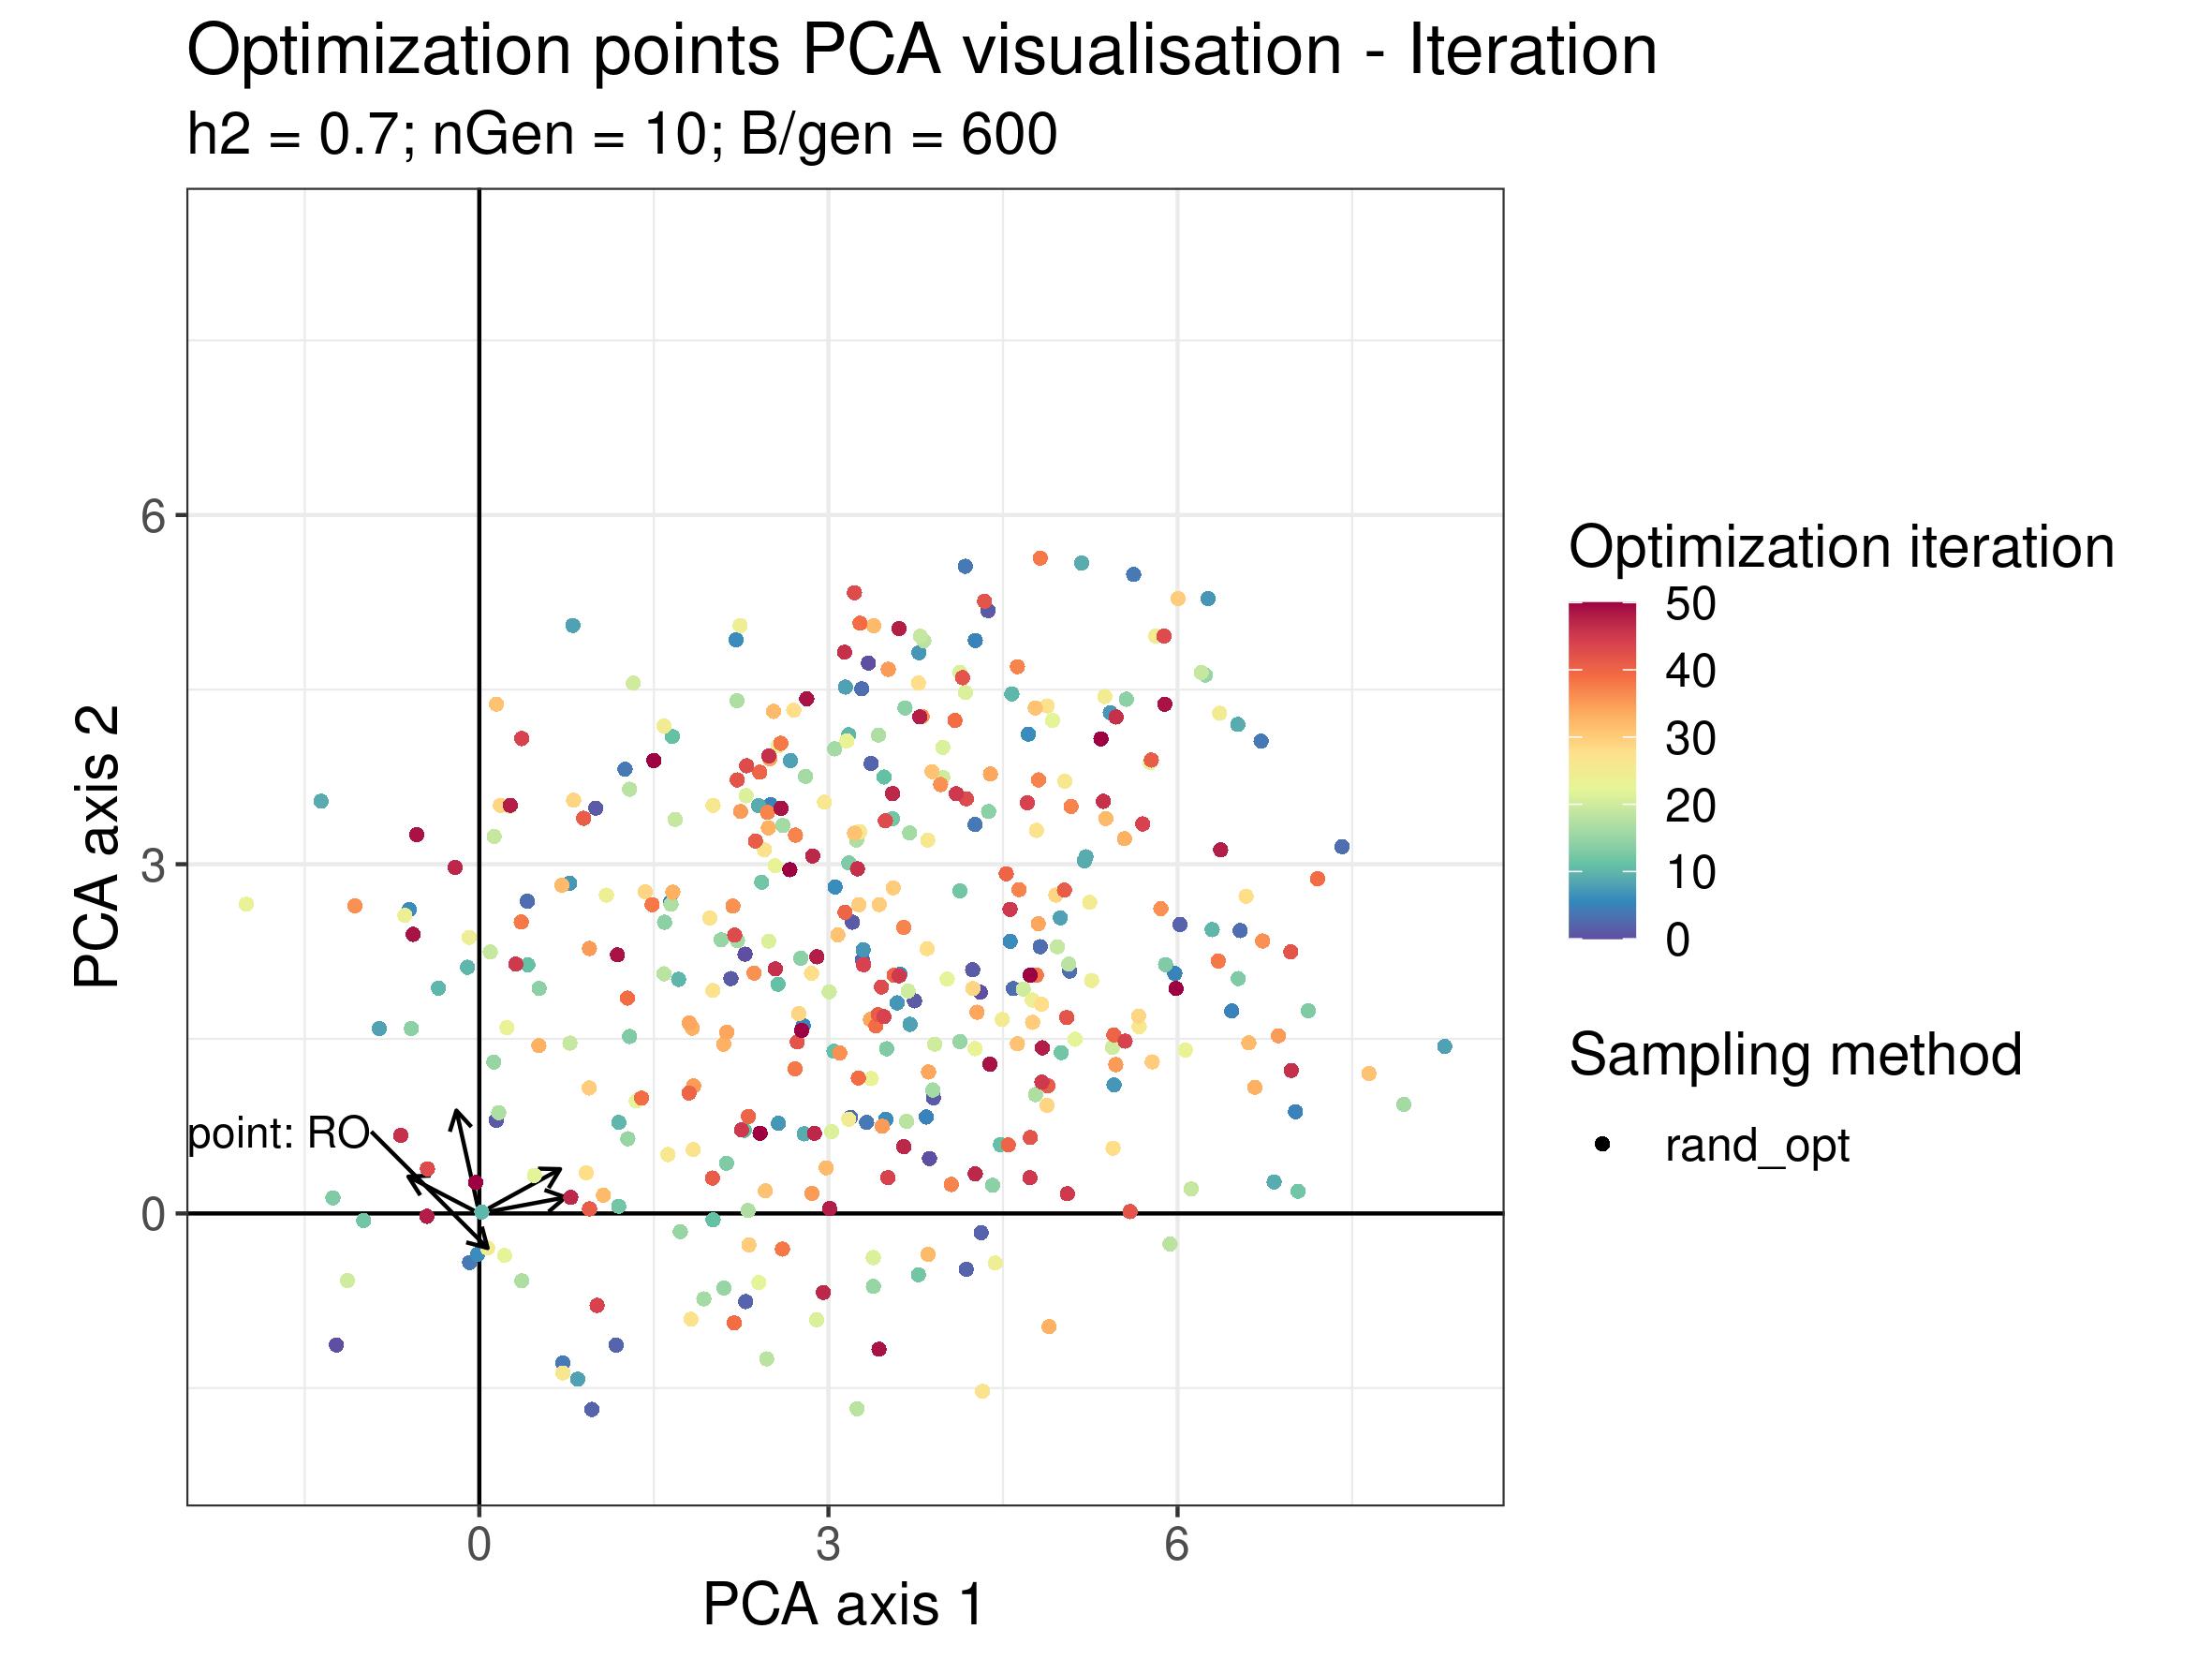 Optimization points PCA visualisation - Iteration
h2 = 0.7; nGen = 10; B/gen = 600
PCA axis 2
6
3
0
point: RO
0
3
6
PCA axis 1
Optimization iteration
50
40
30
20
10
0
Sampling method
rand_opt